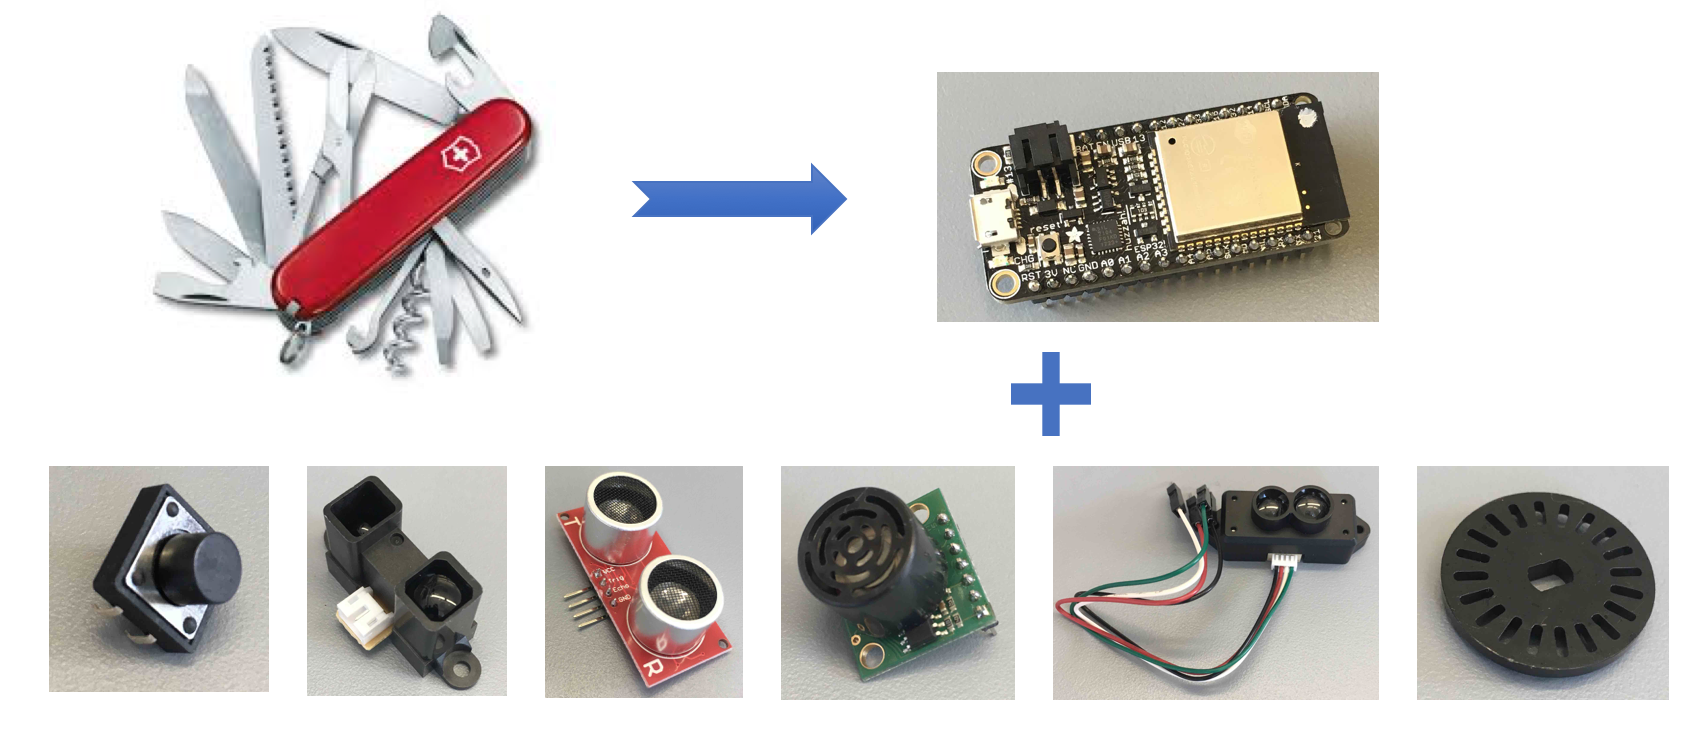 BAT EN USB 13
reset
huzzah
ESP32!
CHG
RST 3V NC GND A0 A1 A2 A3
T
VCC
Trig
Echo
GND
R